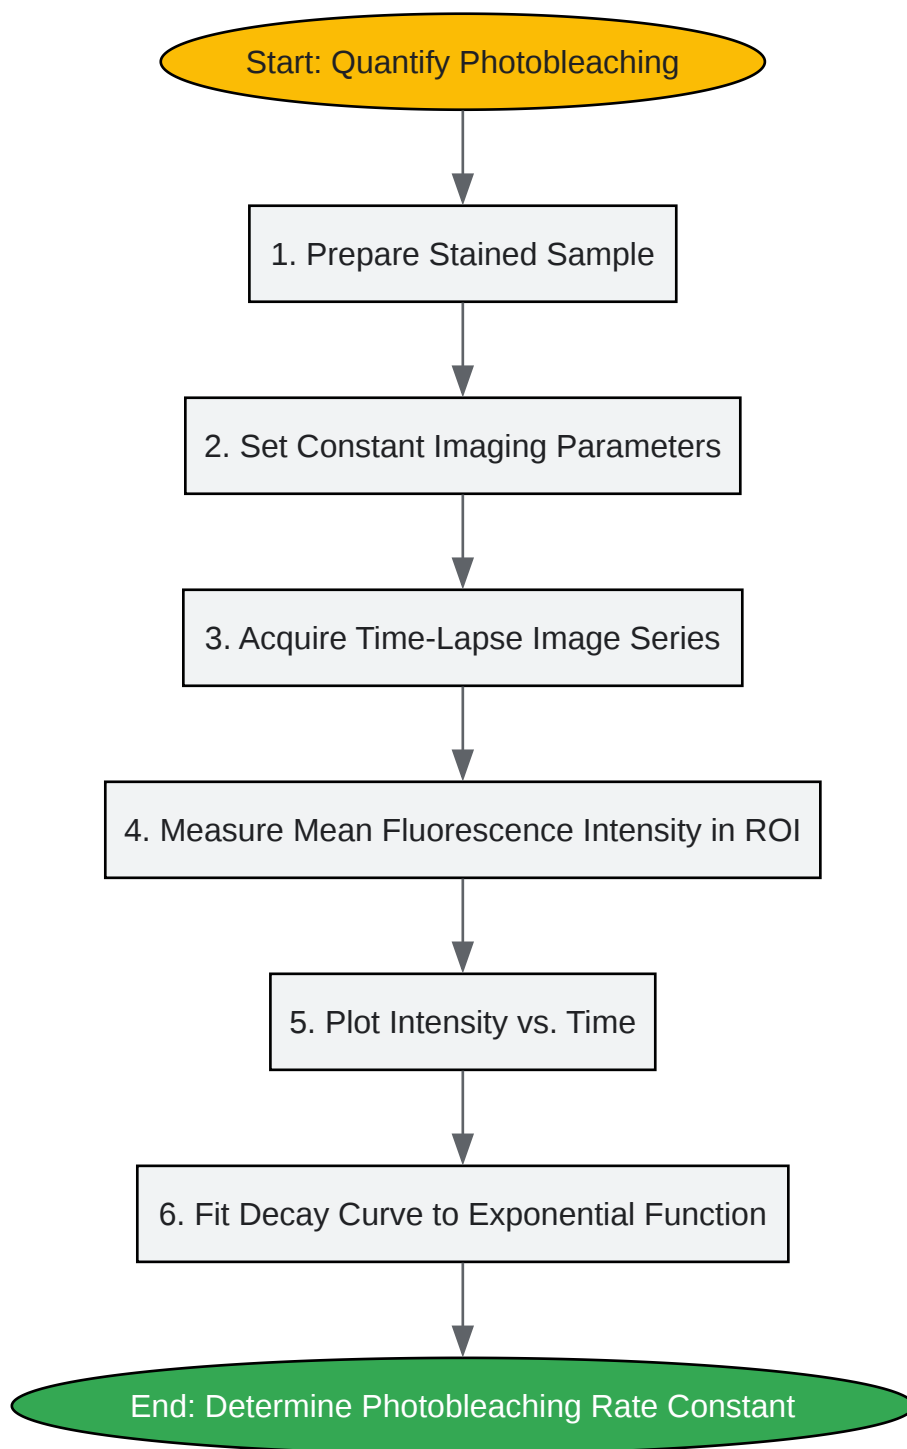 Start: Quantify Photobleaching
1. Prepare Stained Sample
2. Set Constant Imaging Parameters
3. Acquire Time-Lapse Image Series
4. Measure Mean Fluorescence Intensity in ROI
5. Plot Intensity vs. Time
6. Fit Decay Curve to Exponential Function
End: Determine Photobleaching Rate Constant